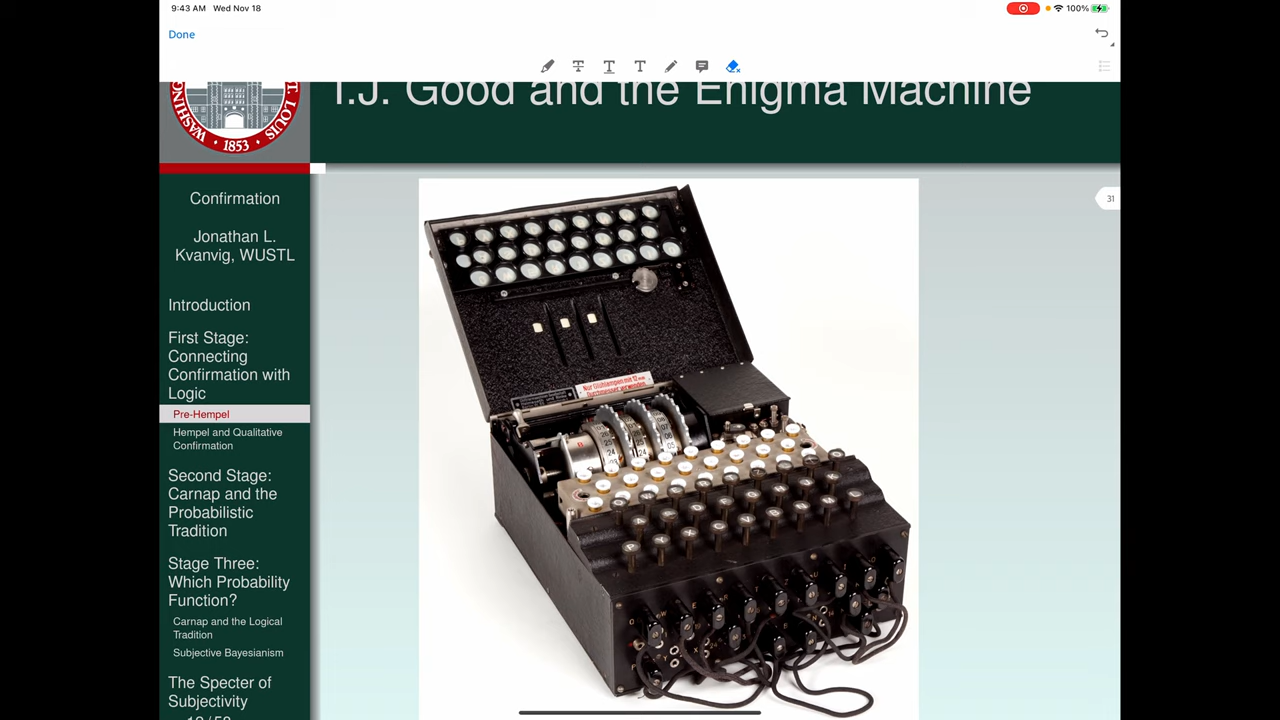 9:43 AM Wed Nov 18
100%
Done
I.J. Good and the Enigma Machine
1853
31
Confirmation
Jonathan L.
Kvanvig, WUSTL
Introduction
First Stage:
Connecting
Confirmation with
Logic
Pre-Hempel
Hempel and Qualitative
Confirmation
Second Stage:
Carnap and the
Probabilistic
Tradition
Stage Three:
Which Probability
Function?
Carnap and the Logical
Tradition
Subjective Bayesianism
The Specter of
Subjectivity